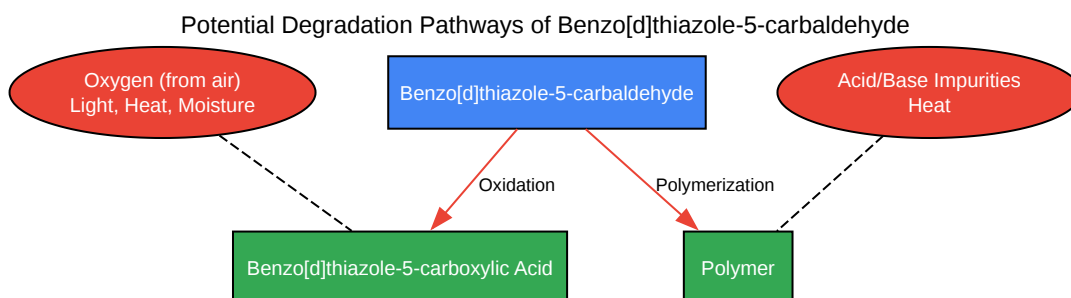 Potential Degradation Pathways of Benzo[d]thiazole-5-carbaldehyde
Oxygen (from air)
Light, Heat, Moisture
Benzo[d]thiazole-5-carbaldehyde
Acid/Base Impurities
Heat
Oxidation
Polymerization
Benzo[d]thiazole-5-carboxylic Acid
Polymer